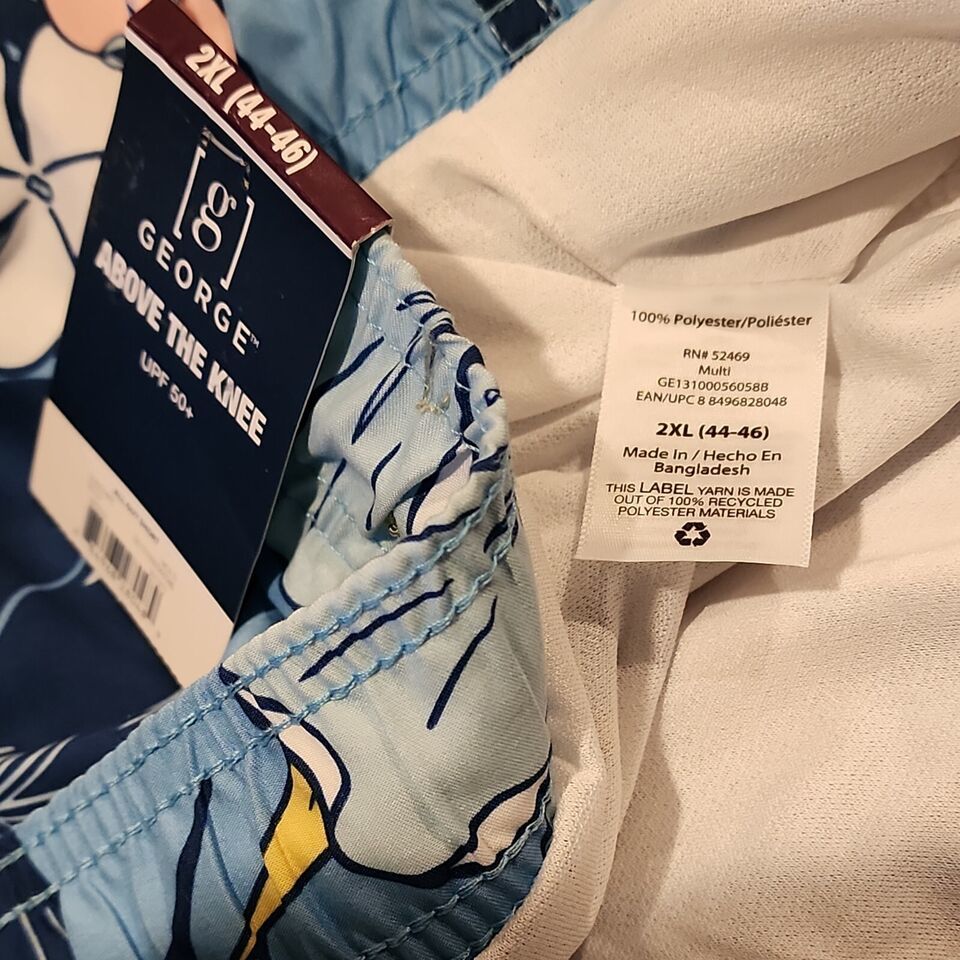 2XL (44-46)
[g]
GEORGE™
ABOVE THE KNEE
UPF 50+
100% Polyester/Poliéster
RN# 52469
Multi
GE13100056058B
EAN/UPC 8 8496828048
2XL (44-46)
Made In / Hecho En
Bangladesh
THIS LABEL YARN IS MADE
OUT OF 100% RECYCLED
POLYESTER MATERIALS